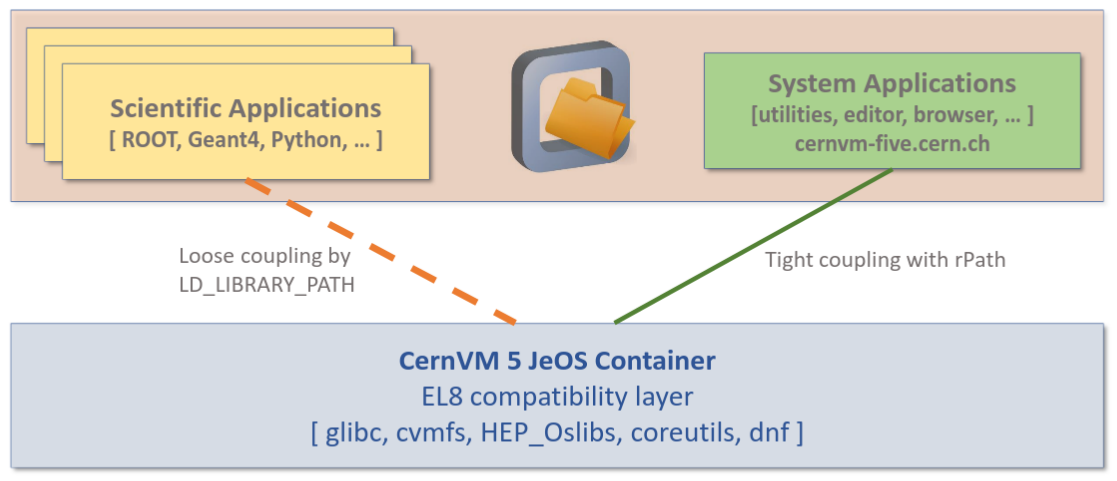 Scientific Applications
[ ROOT, Geant4, Python, … ]
System Applications
[utilities, editor, browser, … ]
cernvm-five.cern.ch
Loose coupling by
LD_LIBRARY_PATH
Tight coupling with rPath
CernVM 5 JeOS Container
EL8 compatibility layer
[ glibc, cvmfs, HEP_Oslibs, coreutils, dnf ]